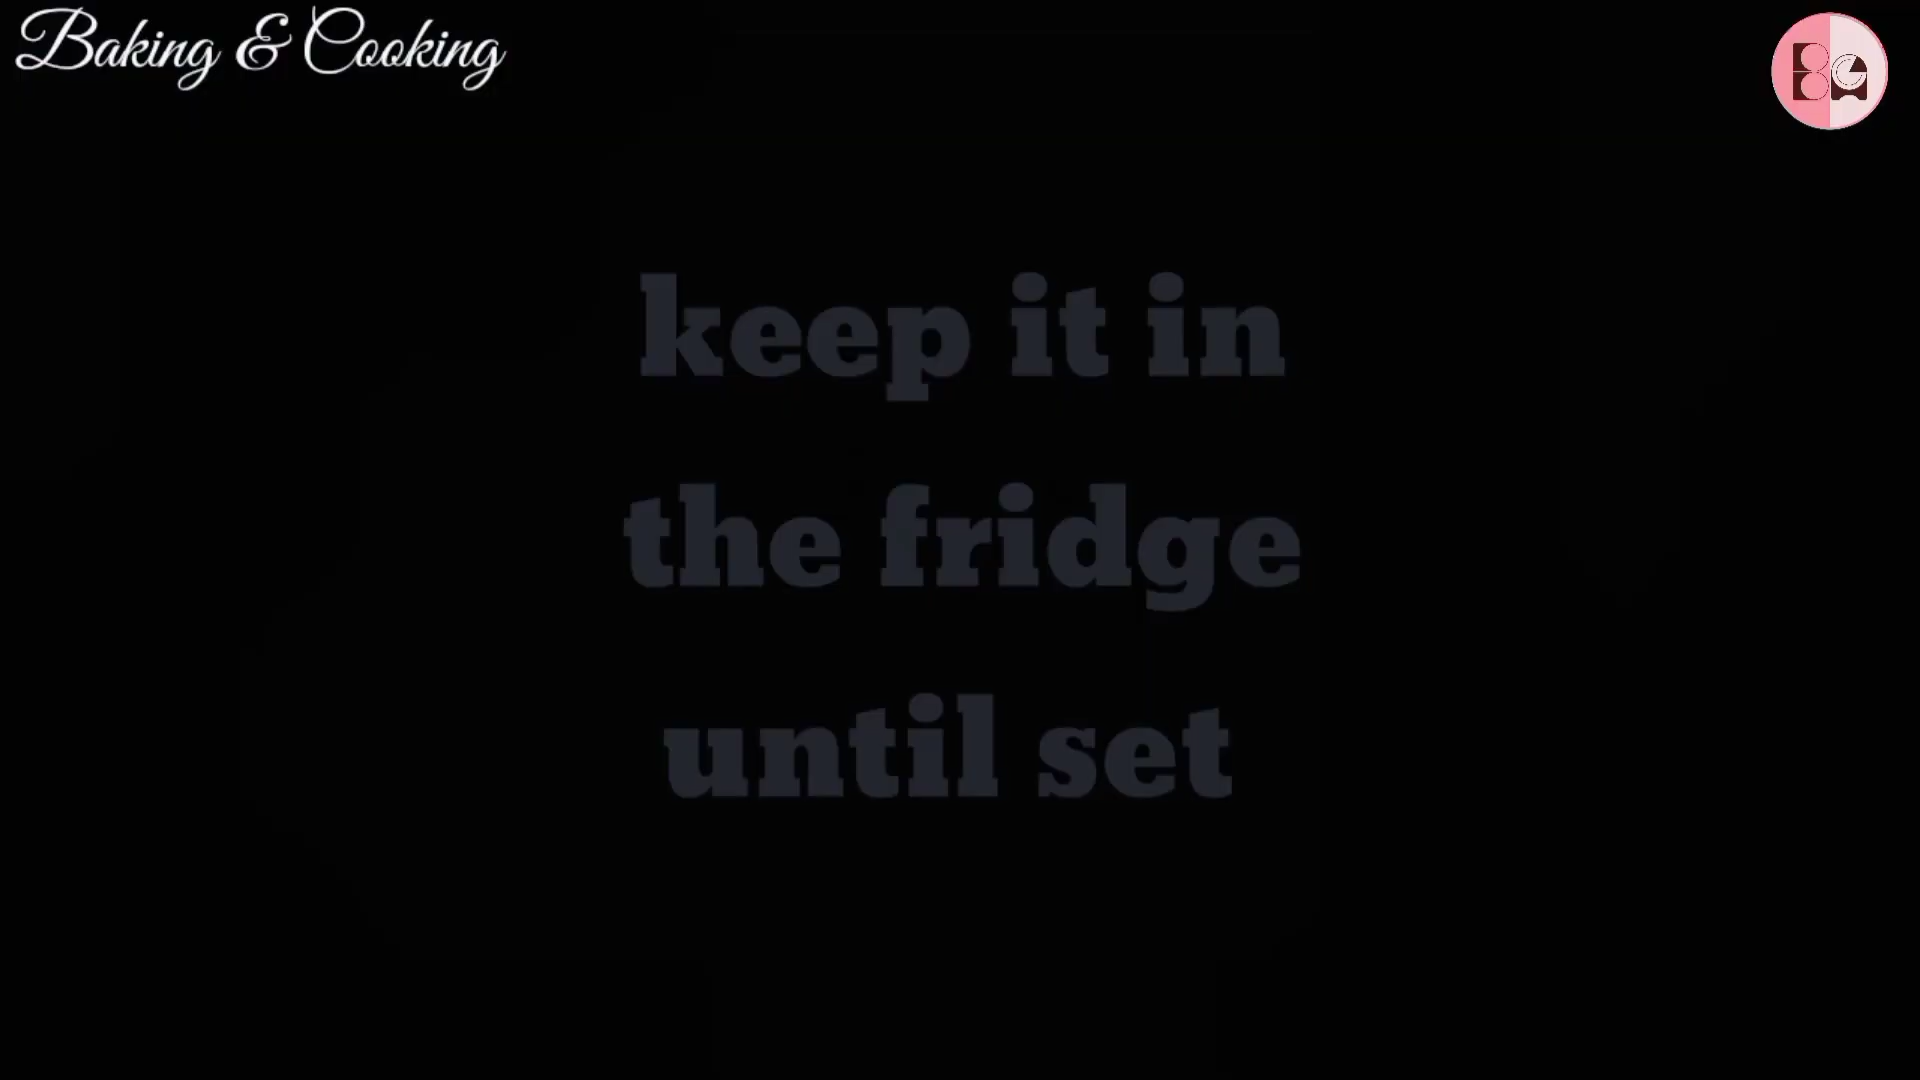 Baking & Cooking
keep it in
the fridge
until set